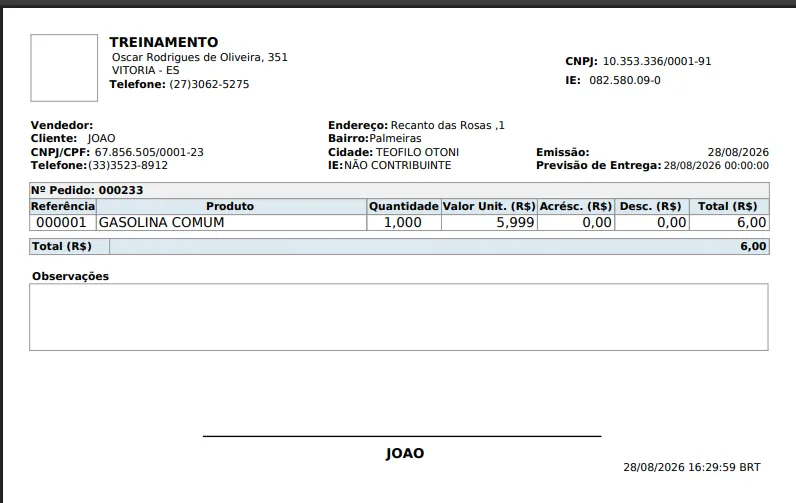 TREINAMENTO
Oscar Rodrigues de Oliveira, 351
VITORIA - ES
Telefone: (27)3062-5275
CNPJ: 10.353.336/0001-91
IE: 082.580.09-0
Vendedor:
Cliente: JOAO
CNPJ/CPF: 67.856.505/0001-23
Telefone:(33)3523-8912
Endereço: Recanto das Rosas ,1
Bairro:Palmeiras
Cidade: TEOFILO OTONI
IE:NÃO CONTRIBUINTE
Emissão: 28/08/2026
Previsão de Entrega: 28/08/2026 00:00:00
Nº Pedido: 000233
Referência Produto Quantidade Valor Unit. (R$) Acrésc. (R$) Desc. (R$) Total (R$)
000001 GASOLINA COMUM 1,000 5,999 0,00 0,00 6,00
Total (R$) 6,00
Observações
JOAO
28/08/2026 16:29:59 BRT